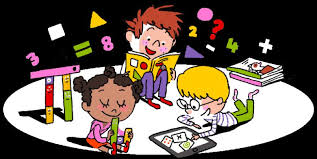 3 = 8 2 - 4 ? +